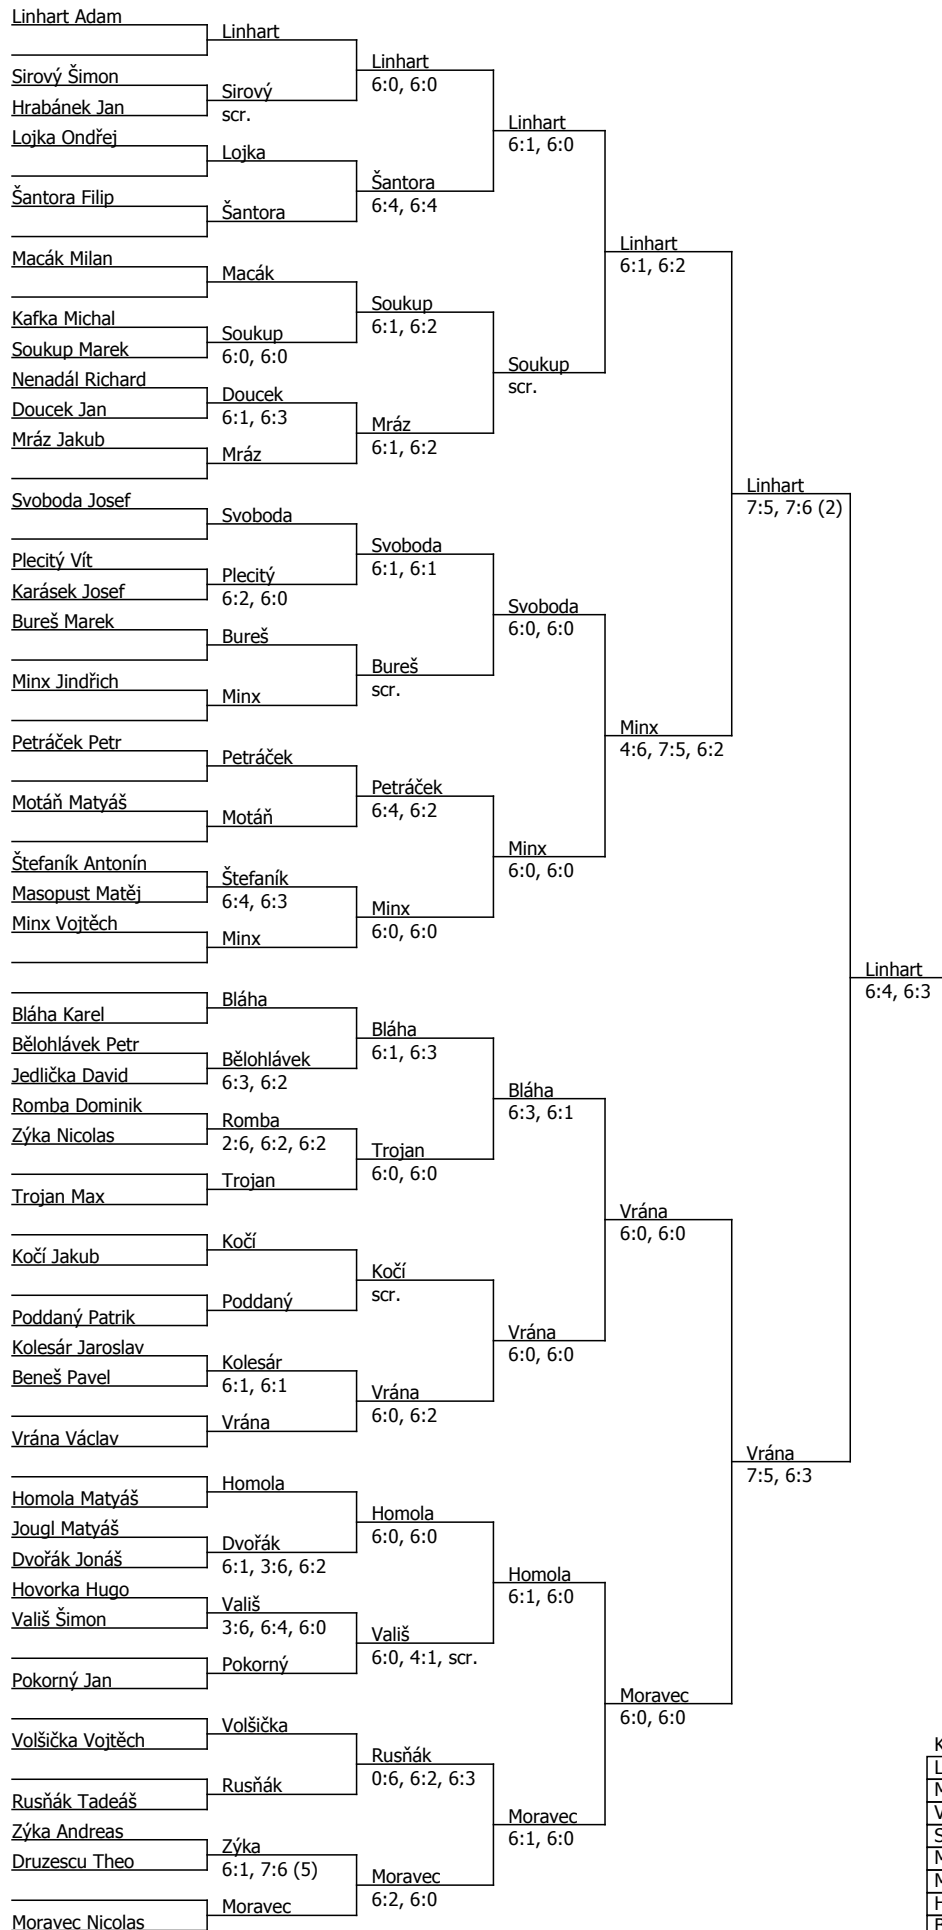 Linhart Adam
Sirový Šimon
Hrabánek Jan
Lojka Ondřej
Šantora Filip
Macák Milan
Kafka Michal
Soukup Marek
Nenadál Richard
Doucek Jan
Mráz Jakub
Svoboda Josef
Plecitý Vít
Karásek Josef
Bureš Marek
Minx Jindřich
Petráček Petr
Motáň Matyáš
Štefaník Antonín
Masopust Matěj
Minx Vojtěch
Bláha Karel
Bělohlávek Petr
Jedlička David
Romba Dominik
Zýka Nicolas
Trojan Max
Kočí Jakub
Poddaný Patrik
Kolesár Jaroslav
Beneš Pavel
Vrána Václav
Homola Matyáš
Jougl Matyáš
Dvořák Jonáš
Hovorka Hugo
Vališ Šimon
Pokorný Jan
Volšička Vojtěch
Rusňák Tadeáš
Zýka Andreas
Druzescu Theo
Moravec Nicolas
Linhart
Sirový
scr.
Lojka
Šantora
Macák
Soukup
6:0, 6:0
Doucek
6:1, 6:3
Mráz
Svoboda
Plecitý
6:2, 6:0
Bureš
Minx
Petráček
Motáň
Štefaník
6:4, 6:3
Minx
Bláha
Bělohlávek
6:3, 6:2
Romba
2:6, 6:2, 6:2
Trojan
Kočí
Poddaný
Kolesár
6:1, 6:1
Vrána
Homola
Dvořák
6:1, 3:6, 6:2
Vališ
3:6, 6:4, 6:0
Pokorný
Volšička
Rusňák
Zýka
6:1, 7:6 (5)
Moravec
Linhart
6:0, 6:0
Šantora
6:4, 6:4
Soukup
6:1, 6:2
Mráz
6:1, 6:2
Svoboda
6:1, 6:1
Bureš
scr.
Petráček
6:4, 6:2
Minx
6:0, 6:0
Bláha
6:1, 6:3
Trojan
6:0, 6:0
Kočí
scr.
Vrána
6:0, 6:2
Homola
6:0, 6:0
Vališ
6:0, 4:1, scr.
Rusňák
0:6, 6:2, 6:3
Moravec
6:2, 6:0
Linhart
6:1, 6:0
Soukup
scr.
Svoboda
6:0, 6:0
Minx
6:0, 6:0
Bláha
6:3, 6:1
Vrána
6:0, 6:0
Homola
6:1, 6:0
Moravec
6:1, 6:0
Linhart
6:1, 6:2
Minx
4:6, 7:5, 6:2
Vrána
6:0, 6:0
Moravec
6:0, 6:0
Linhart
7:5, 7:6 (2)
Vrána
7:5, 6:3
Linhart
6:4, 6:3